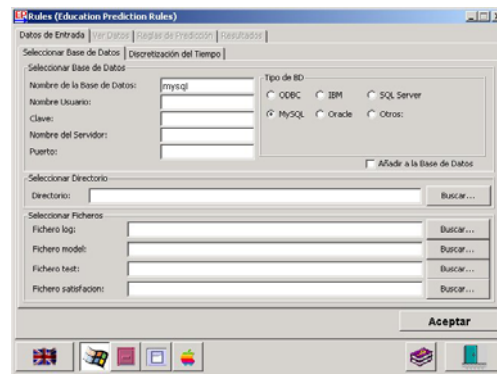 Rules (Education Prediction Rules)
Datos de Entrada Ver Datos Reglas de Predicción Resultados
Seleccionar Base de Datos Discretización del Tiempo
Seleccionar Base de Datos
Nombre de la Base de Datos: mysql
Nombre Usuario:
Clave:
Nombre del Servidor:
Puerto:
Tipo de BD
ODBC IBM SQL Server
MySQL Oracle Otros:
Añadir a la Base de Datos
Seleccionar Directorio
Directorio: Buscar...
Seleccionar Ficheros
Fichero log: Buscar...
Fichero model: Buscar...
Fichero test: Buscar...
Fichero satisfacion: Buscar...
Aceptar